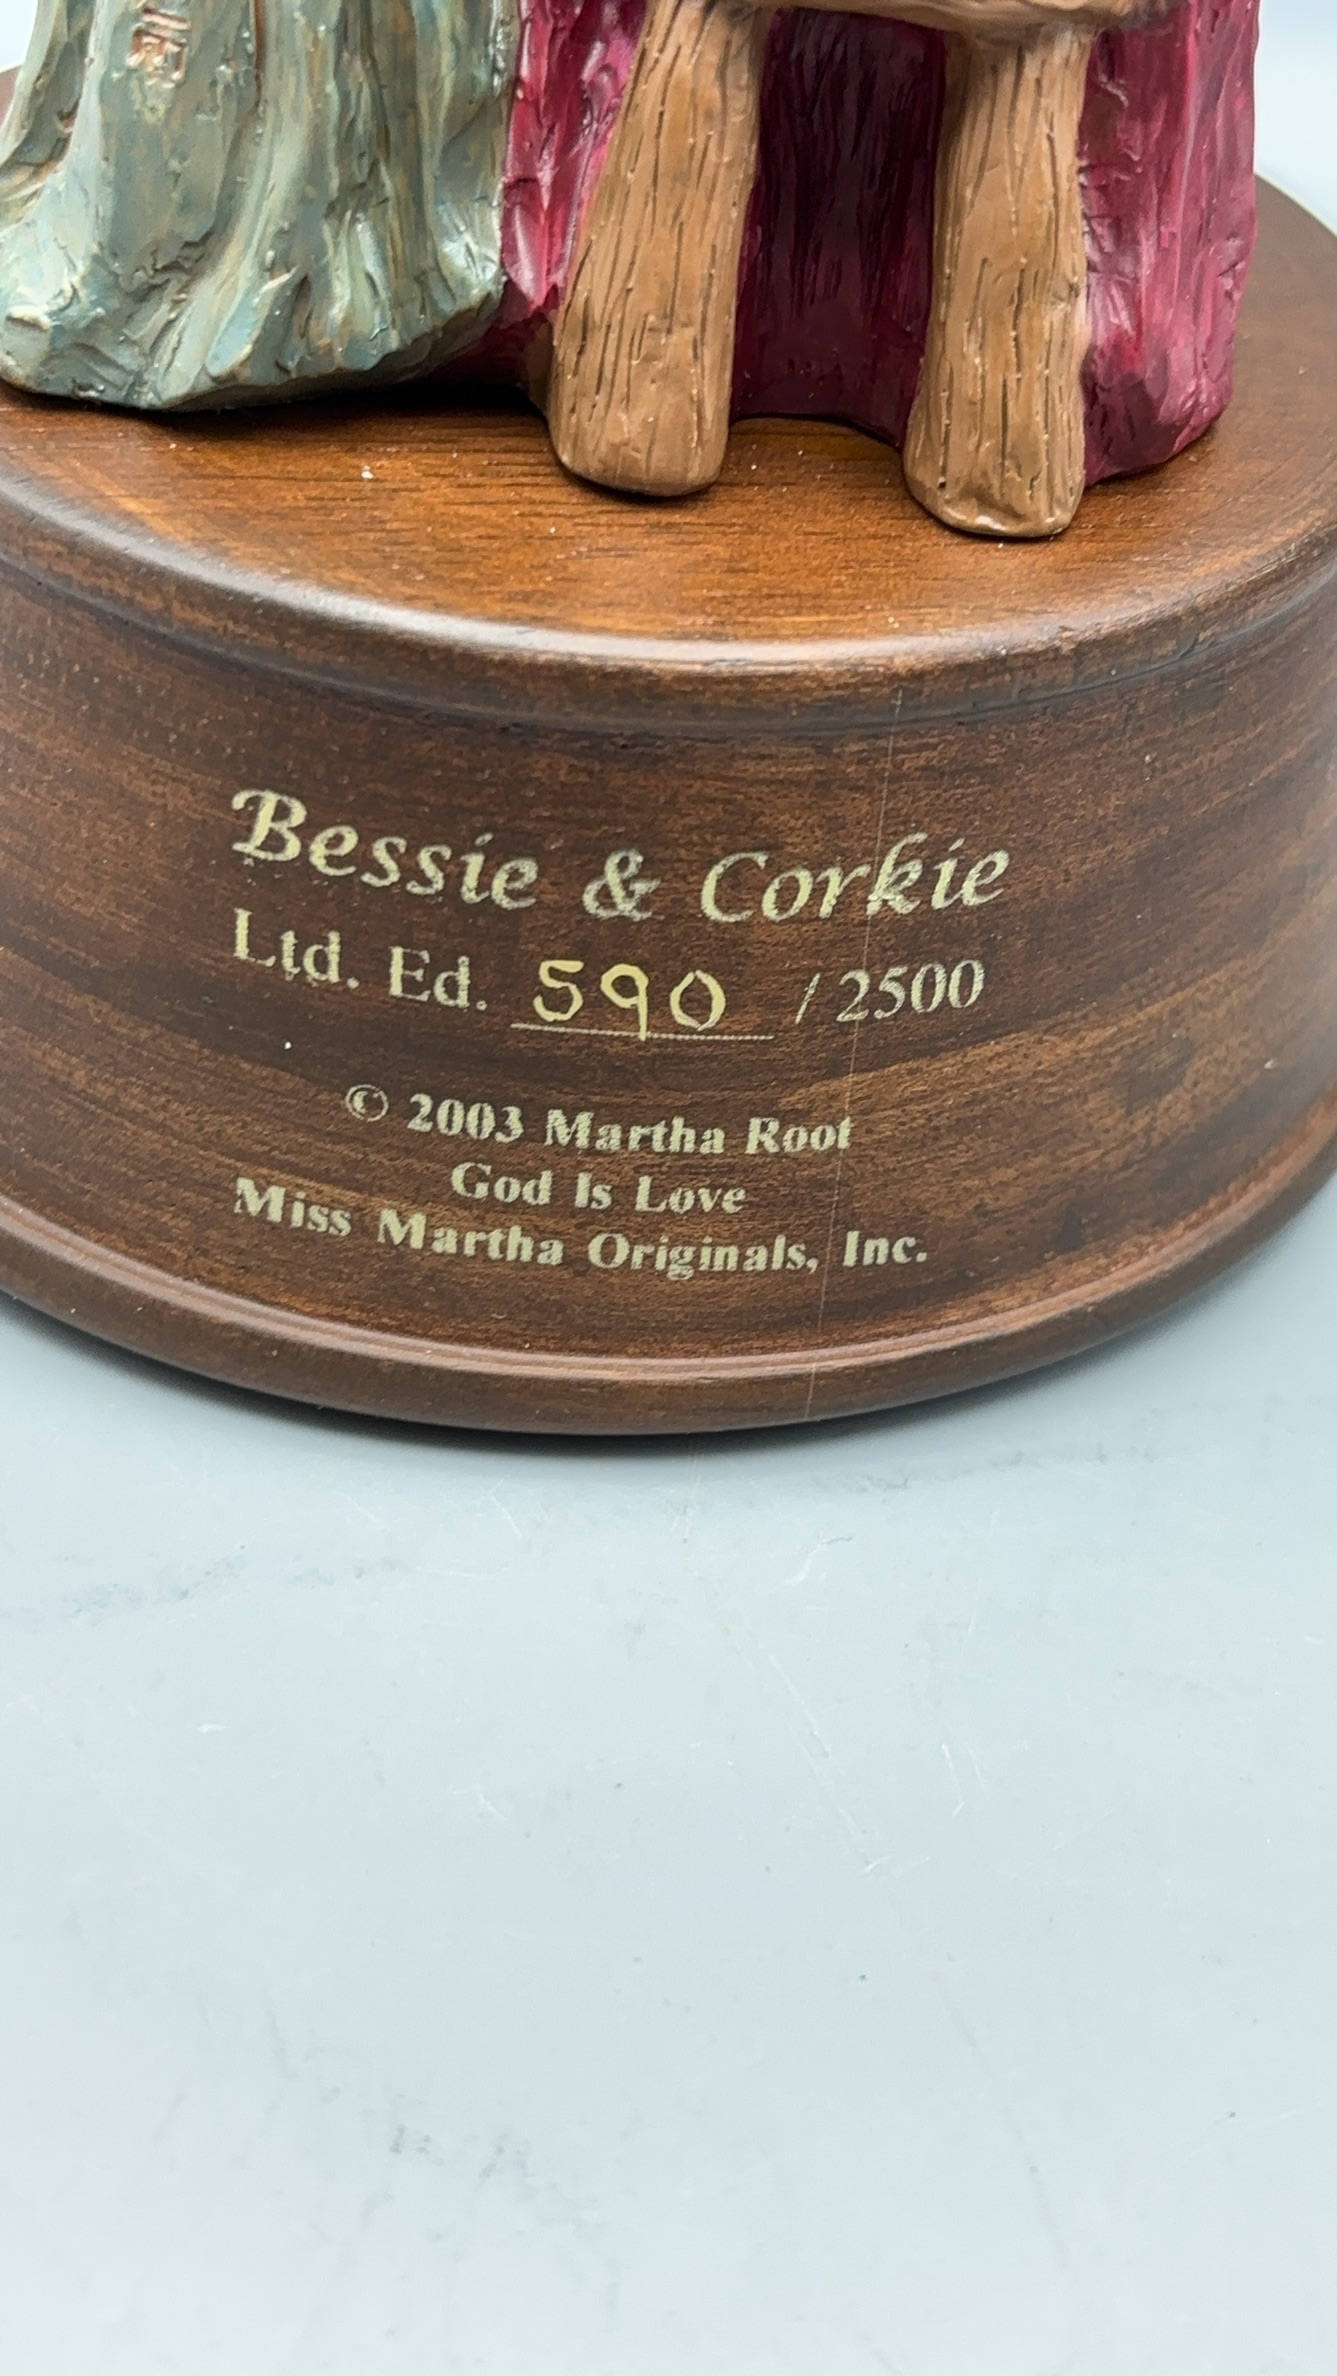 Bessie & Corkie
Ltd. Ed. 590 / 2500
© 2003 Martha Root
God Is Love
Miss Martha Originals, Inc.